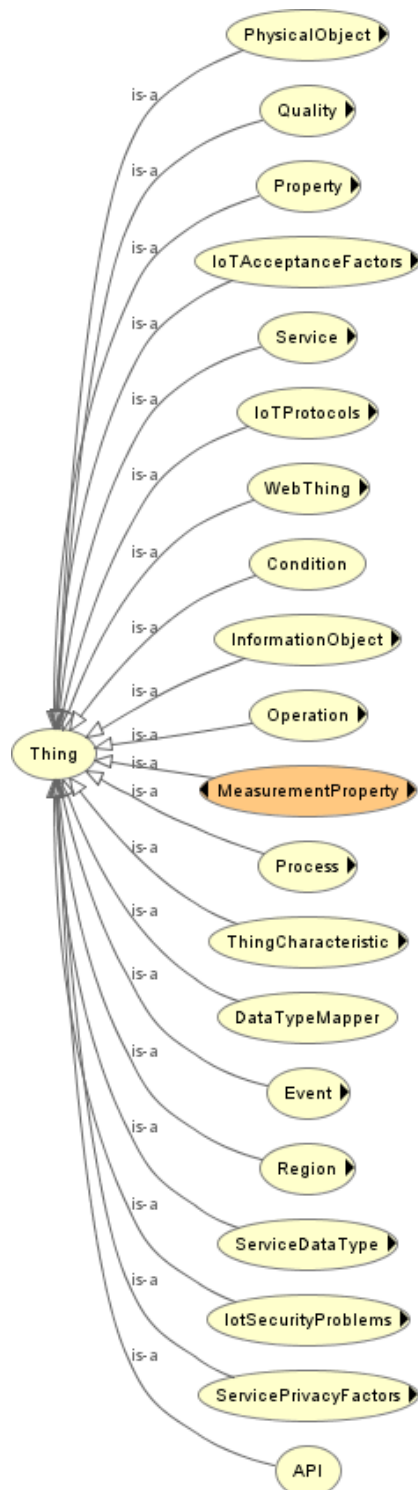 PhysicalObject
is-a
Quality
is-a
Property
is-a
IoTAcceptanceFactors
is-a
Service
is-a
IoTProtocols
is-a
WebThing
is-a
Condition
is-a
InformationObject
is-a
Operation
is-a
Thing
is-a
MeasurementProperty
is-a
Process
is-a
ThingCharacteristic
is-a
DataTypeMapper
is-a
Event
is-a
Region
is-a
ServiceDataType
is-a
IotSecurityProblems
is-a
ServicePrivacyFactors
is-a
API